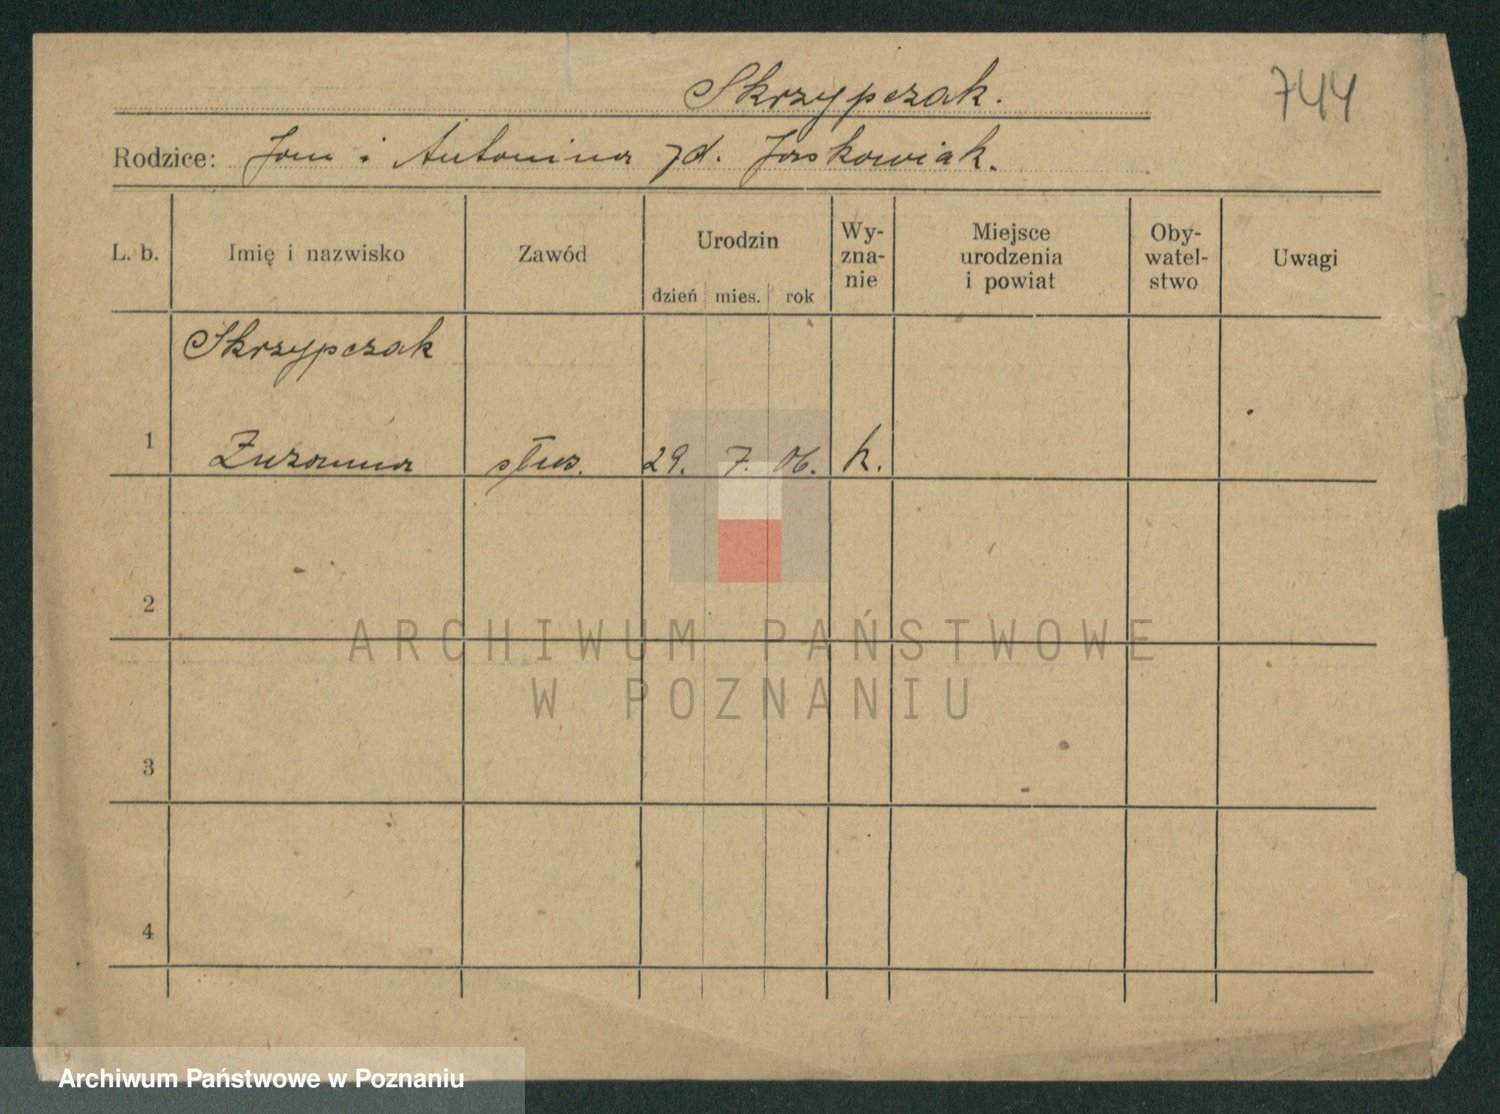 Skrzypczak.
744
Rodzice: Jan i Antonina zd. Jaskowiak.
L. b.
Imię i nazwisko
Zawód
Urodzin
dzień mies. rok
Wy-
zna-
nie
Miejsce
urodzenia
i powiat
Oby-
watel-
stwo
Uwagi
Skrzypczak
1 Zuzanna służ. 29. 7. 06. k.
2
3
4
ARCHIWUM PAŃSTWOWE
W POZNANIU
Archiwum Państwowe w Poznaniu